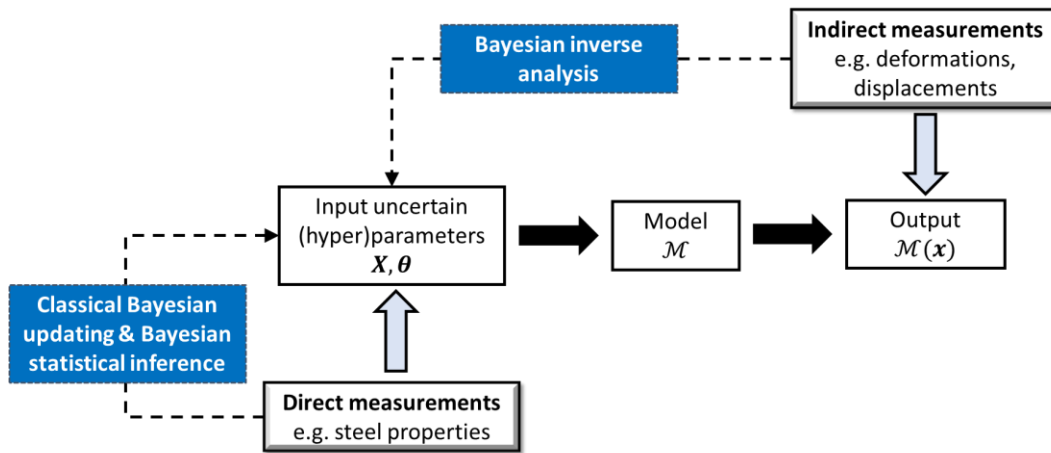 Bayesian inverse
analysis
Indirect measurements
e.g. deformations,
displacements
Input uncertain
(hyper)parameters
X, θ
Model
ℳ
Output
ℳ(x)
Classical Bayesian
updating & Bayesian
statistical inference
Direct measurements
e.g. steel properties